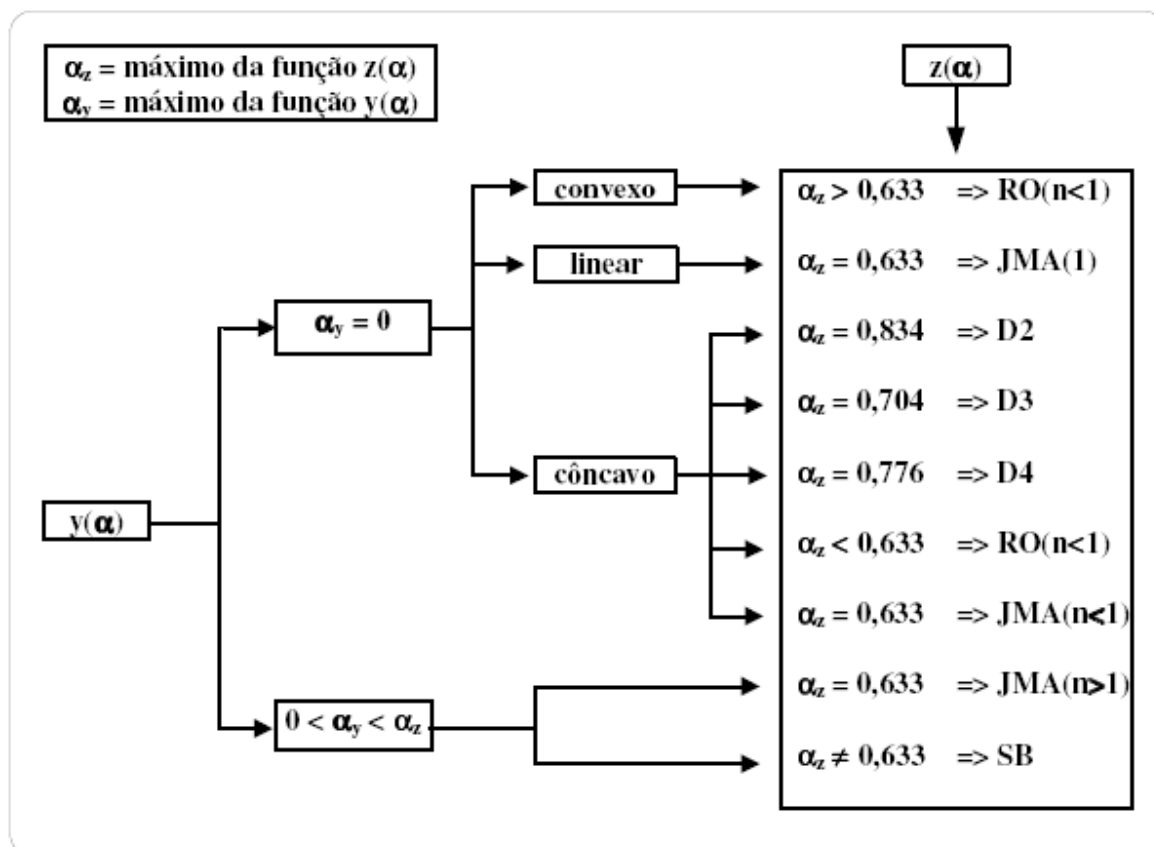 αz = máximo da função z(α)
αy = máximo da função y(α)
z(α)
convexo
αz > 0,633 => RO(n<1)
linear
αz = 0,633 => JMA(1)
αy = 0
αz = 0,834 => D2
αz = 0,704 => D3
côncavo
αz = 0,776 => D4
y(α)
αz < 0,633 => RO(n<1)
αz = 0,633 => JMA(n<1)
αz = 0,633 => JMA(n>1)
0 < αy < αz
αz ≠ 0,633 => SB